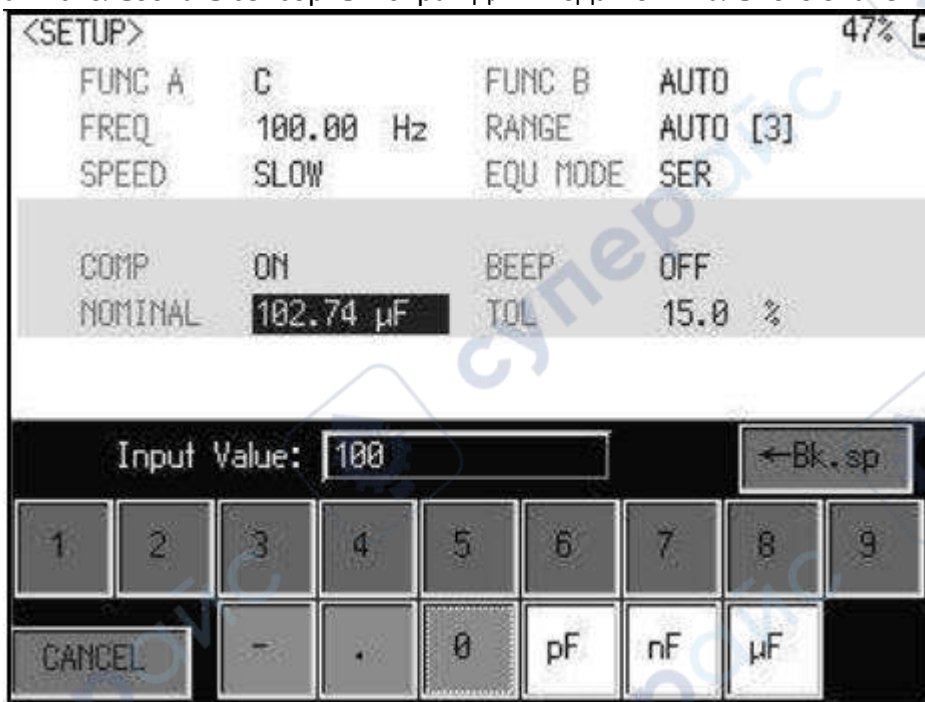 <SETUP> 47%
FUNC A C FUNC B AUTO
FREQ 100.00 Hz RANGE AUTO [3]
SPEED SLOW EQU MODE SER
COMP ON BEEP OFF
NOMINAL 102.74 µF TOL 15.0 %
Input Value: 100 ←Bk.sp
1 2 3 4 5 6 7 8 9
CANCEL - . 0 pF nF µF
суперайс